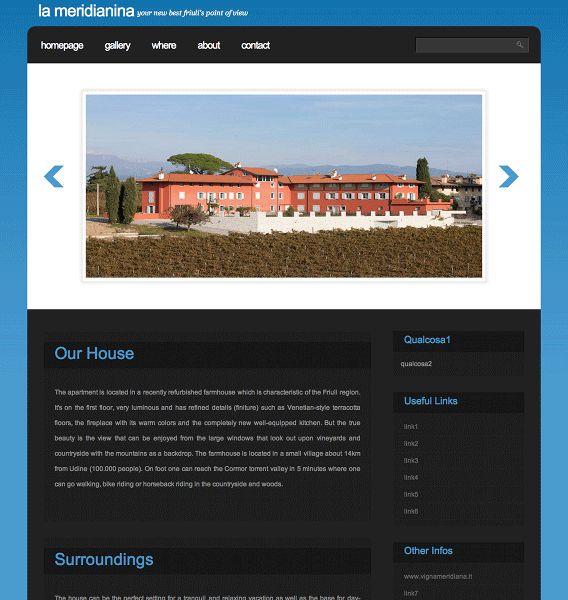 la meridianina your new best friuli's point of view
homepage gallery where about contact
Our House
The apartment is located in a recently refurbished farmhouse which is characteristic of the Friuli region.
It's on the first floor, very luminous and has refined details (finiture) such as Venetian-style terracotta
floors, the fireplace with its warm colors and the completely new well-equipped kitchen. But the true
beauty is the view that can be enjoyed from the large windows that look out upon vineyards and
countryside with the mountains as a backdrop. The farmhouse is located in a small village about 14km
from Udine (100.000 people). On foot one can reach the Cormor torrent valley in 5 minutes where one
can go walking, bike riding or horseback riding in the countryside and woods.
Surroundings
The house can be the perfect setting for a tranquil and relaxing vacation as well as the base for day-
Qualcosa1
qualcosa2
Useful Links
link1
link2
link3
link4
link5
link6
Other Infos
www.vignameridiana.it
link7